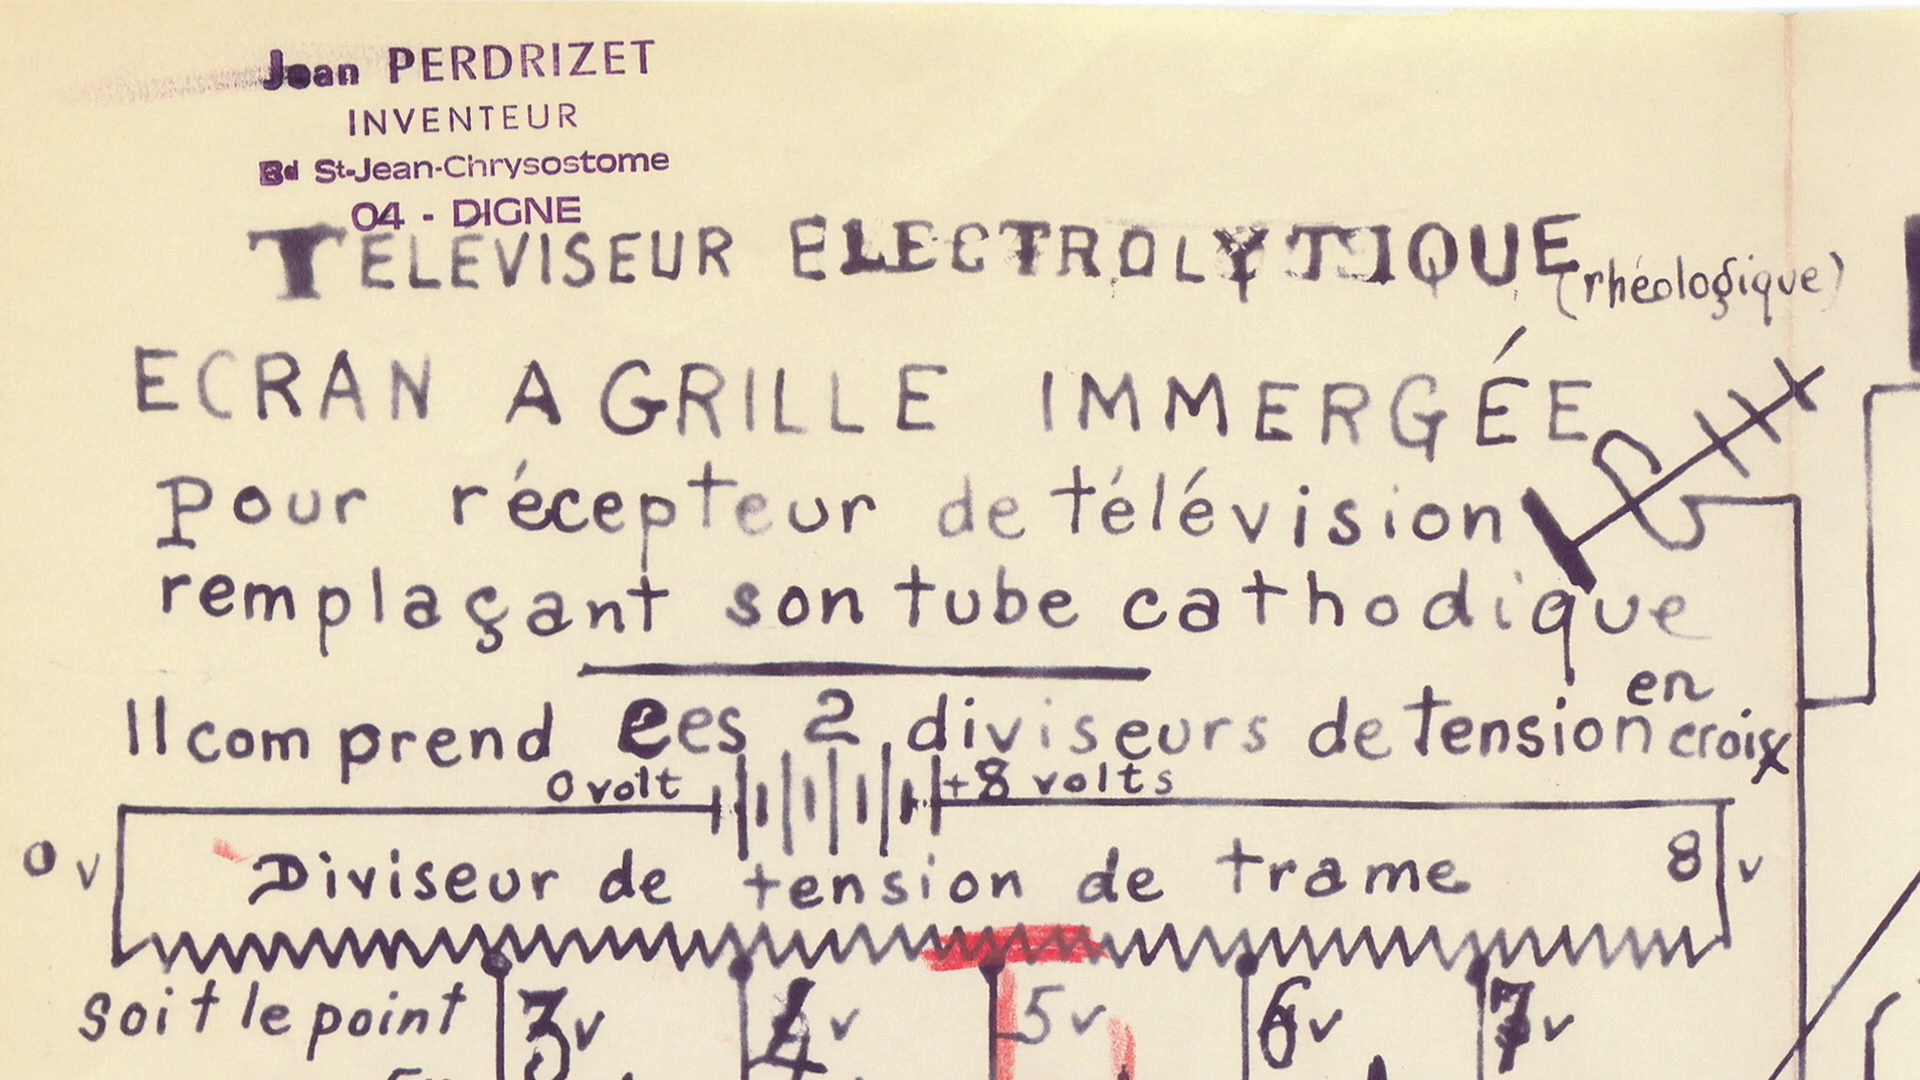 Jean PERDRIZET
INVENTEUR
Bd St-Jean-Chrysostome
04 - DIGNE
TELEVISEUR ELECTROLYTIQUE (rhéologique)
ECRAN A GRILLE IMMERGÉE
Pour récepteur de télévision
remplaçant son tube cathodique
Il comprend ces 2 diviseurs de tension en croix
0 volt +8 volts
0 v Diviseur de tension de trame 8 v
soit le point 3v 4v 5v 6v 7v